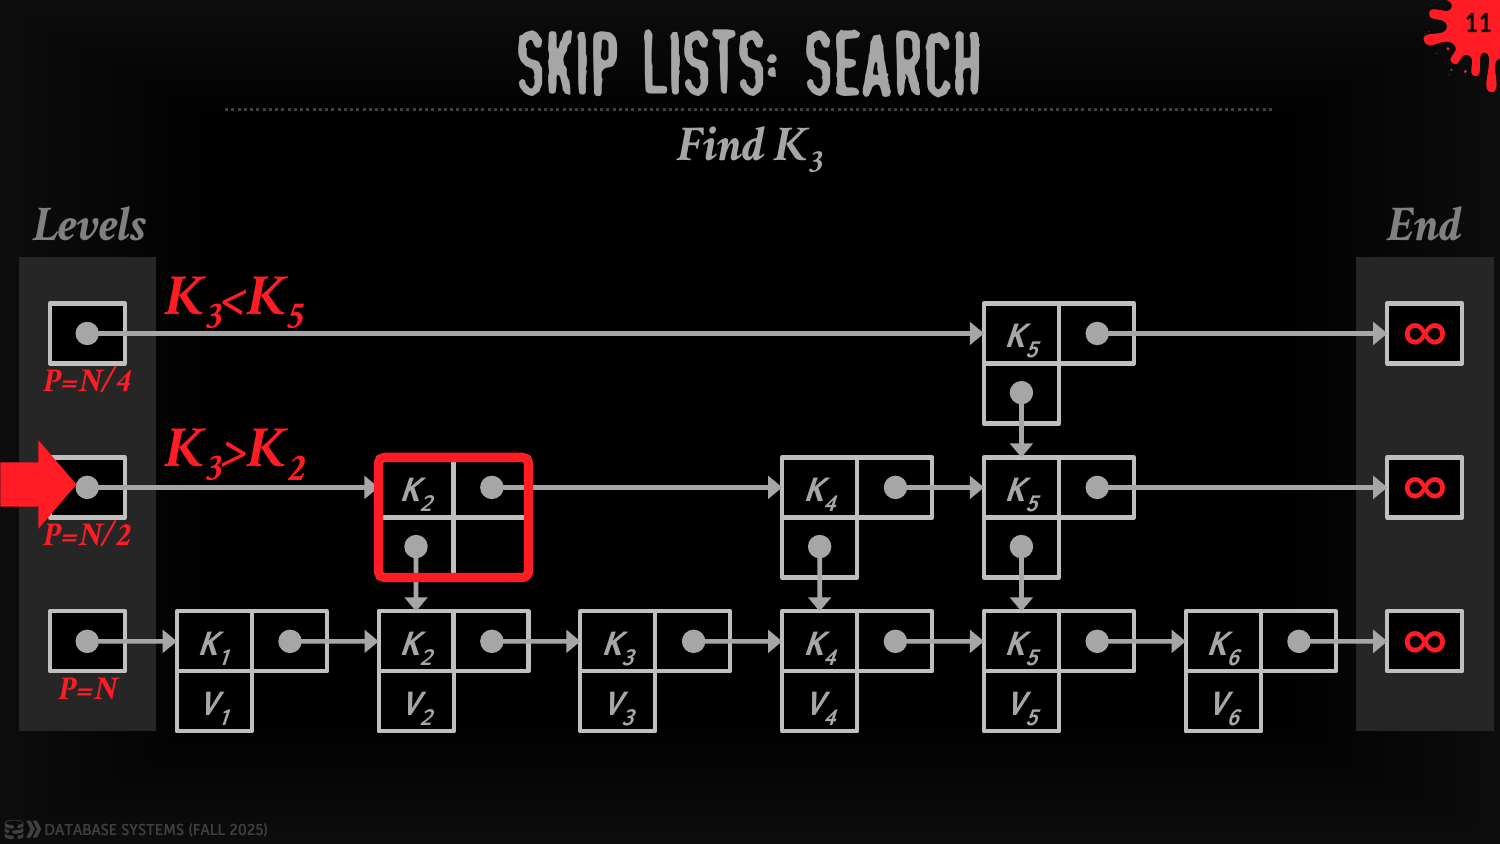 11
SKIP LISTS: SEARCH
Find K₃
Levels
End
K₃<K₅
K₅
∞
P=N/4
K₃>K₂
K₂ K₄ K₅ ∞
P=N/2
K₁ K₂ K₃ K₄ K₅ K₆ ∞
P=N
V₁ V₂ V₃ V₄ V₅ V₆
DATABASE SYSTEMS (FALL 2025)